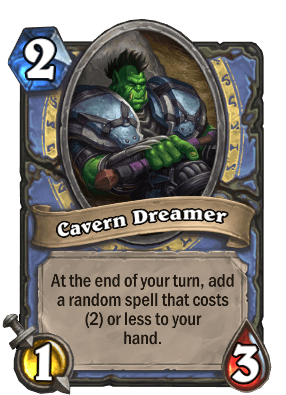 2
Cavern Dreamer
At the end of your turn, add
a random spell that costs
(2) or less to your
hand.
1
3